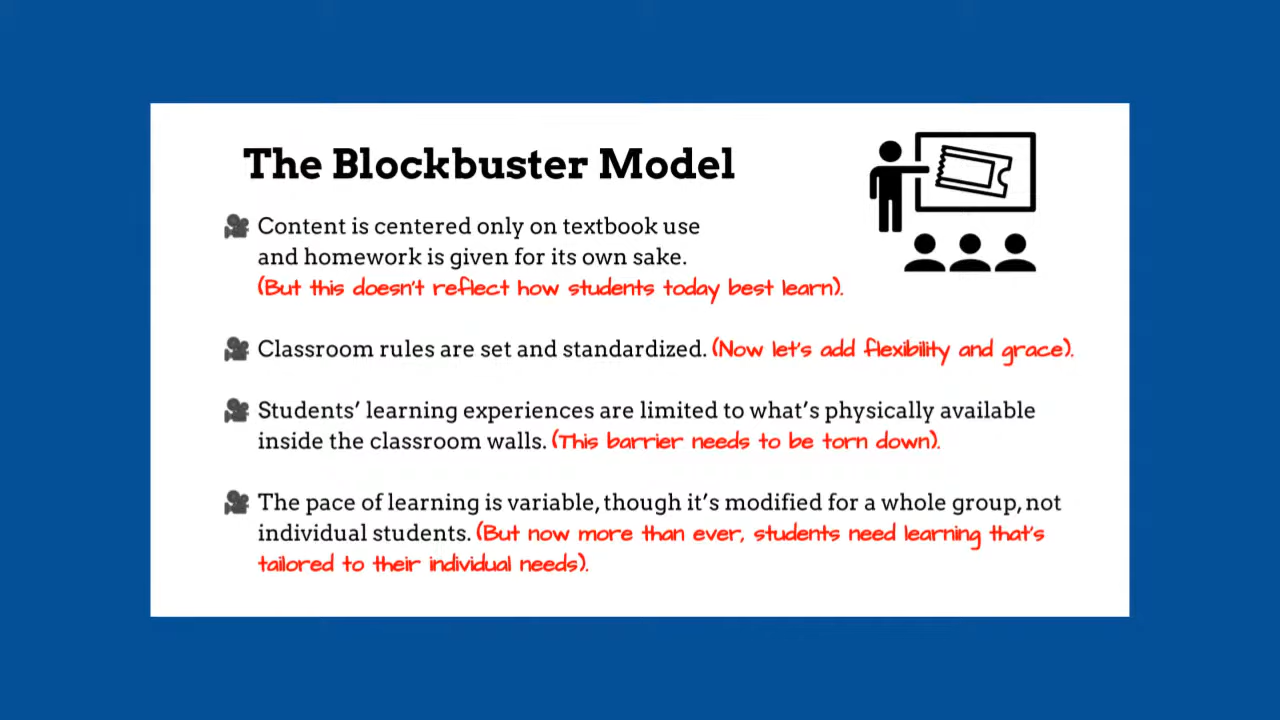 The Blockbuster Model
Content is centered only on textbook use
and homework is given for its own sake.
(But this doesn't reflect how students today best learn).
Classroom rules are set and standardized. (Now let's add flexibility and grace).
Students’ learning experiences are limited to what’s physically available
inside the classroom walls. (This barrier needs to be torn down).
The pace of learning is variable, though it’s modified for a whole group, not
individual students. (But now more than ever, students need learning that's
tailored to their individual needs).